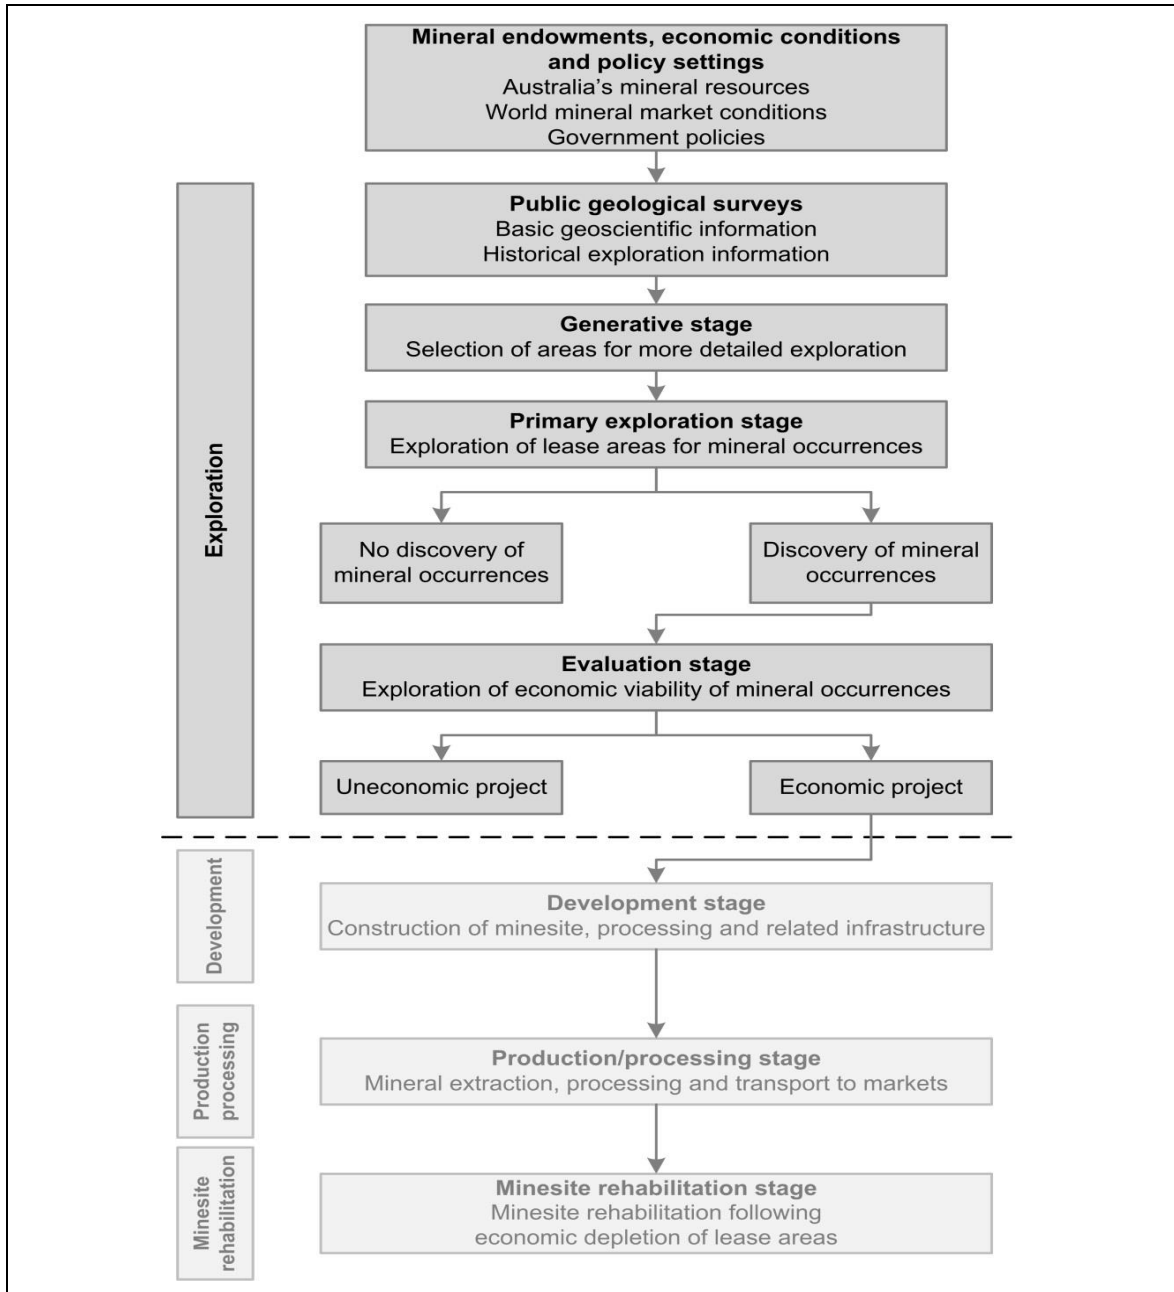 Mineral endowments, economic conditions
and policy settings
Australia's mineral resources
World mineral market conditions
Government policies
Exploration
Public geological surveys
Basic geoscientific information
Historical exploration information
Generative stage
Selection of areas for more detailed exploration
Primary exploration stage
Exploration of lease areas for mineral occurrences
No discovery of
mineral occurrences
Discovery of mineral
occurrences
Evaluation stage
Exploration of economic viability of mineral occurrences
Uneconomic project
Economic project
Development
Development stage
Construction of minesite, processing and related infrastructure
Production
processing
Production/processing stage
Mineral extraction, processing and transport to markets
Minesite
rehabilitation
Minesite rehabilitation stage
Minesite rehabilitation following
economic depletion of lease areas